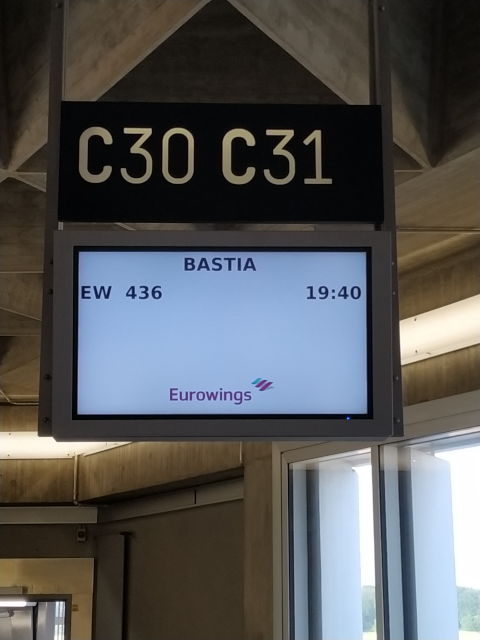 C30 C31
BASTIA
EW 436 19:40
Eurowings